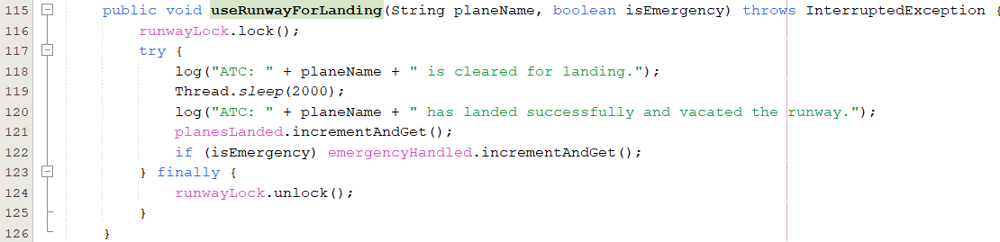 115 public void useRunwayForLanding(String planeName, boolean isEmergency) throws InterruptedException {
116 runwayLock.lock();
117 try {
118 log("ATC: " + planeName + " is cleared for landing.");
119 Thread.sleep(2000);
120 log("ATC: " + planeName + " has landed successfully and vacated the runway.");
121 planesLanded.incrementAndGet();
122 if (isEmergency) emergencyHandled.incrementAndGet();
123 } finally {
124 runwayLock.unlock();
125 }
126 }